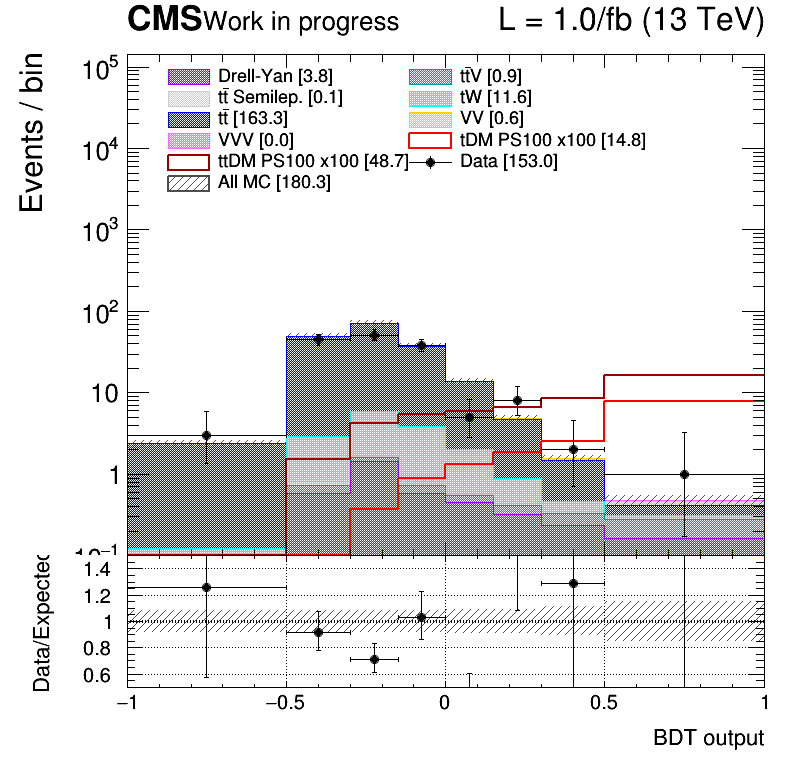 CMS Work in progress L = 1.0/fb (13 TeV)
Events / bin
10⁵
10⁴
10³
10²
10
1
10⁻¹
Drell-Yan [3.8] tt̄V [0.9]
tt̄ Semilep. [0.1] tW [11.6]
tt̄ [163.3] VV [0.6]
VVV [0.0] tDM PS100 x100 [14.8]
ttDM PS100 x100 [48.7] Data [153.0]
All MC [180.3]
Data/Expected
1.4
1.2
1
0.8
0.6
−1 −0.5 0 0.5 1
BDT output